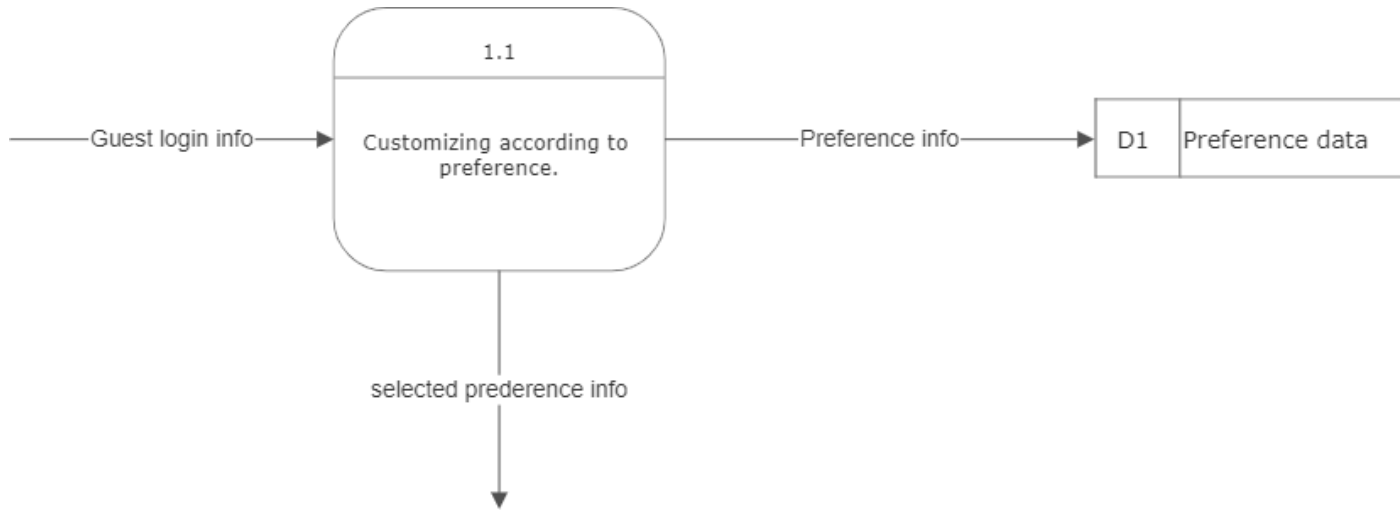 1.1
Guest login info
Customizing according to
preference.
Preference info
D1
Preference data
selected prederence info